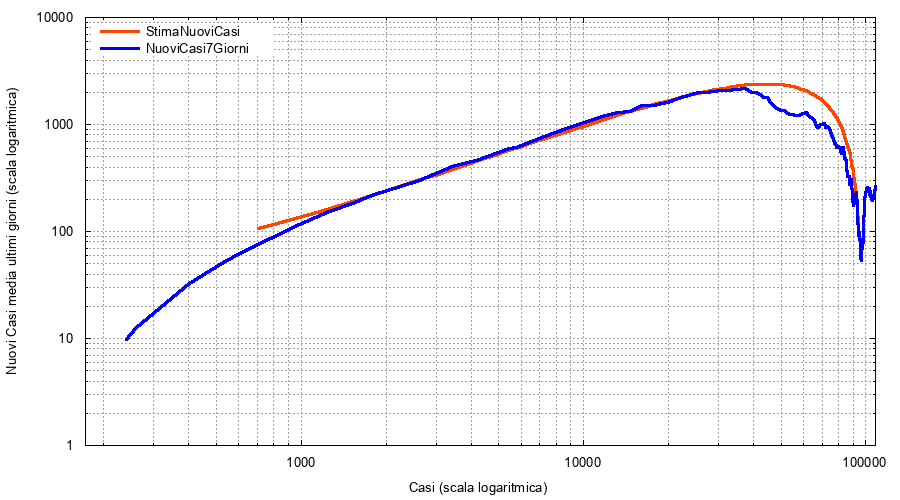 10000
StimaNuoviCasi
NuoviCasi7Giorni
1000
100
10
1
Nuovi Casi media ultimi giorni (scala logaritmica)
1000
10000
100000
Casi (scala logaritmica)